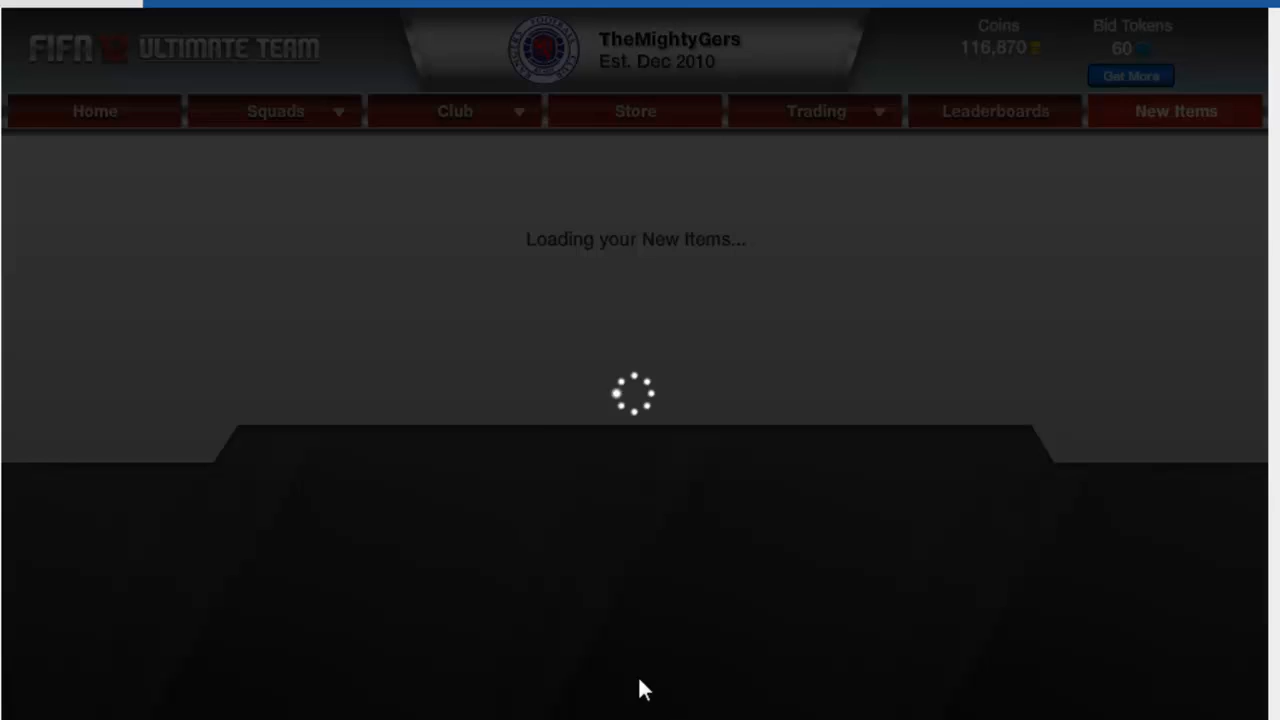 FIFA 12 ULTIMATE TEAM
TheMightyGers
Est. Dec 2010
Coins
116,870
Bid Tokens
60
Get More
Home
Squads
Club
Store
Trading
Leaderboards
New Items
Loading your New Items...